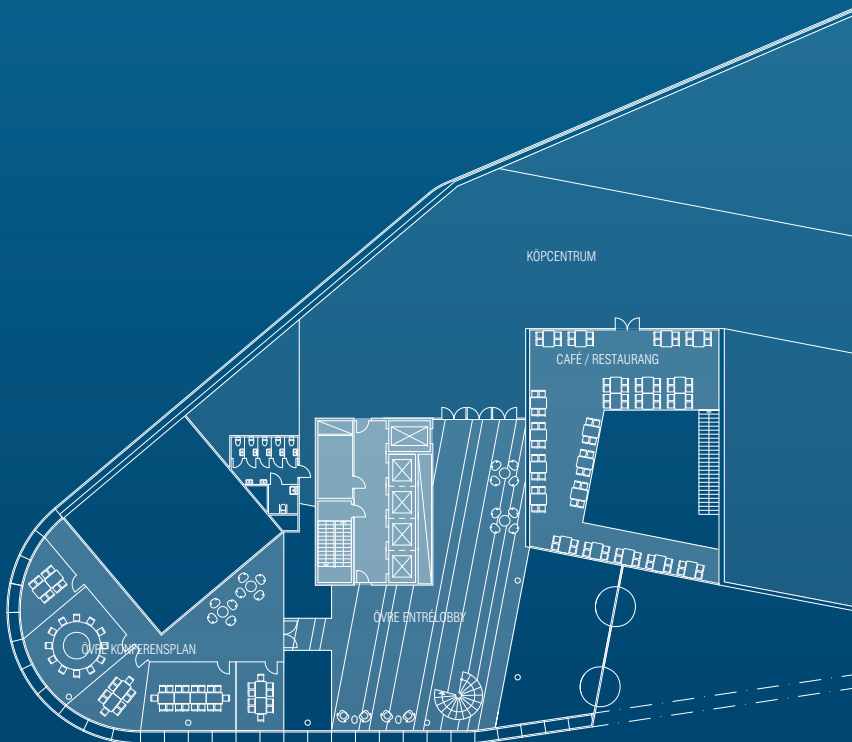 KÖPCENTRUM
CAFÉ / RESTAURANG
ÖVRE ENTRÉLOBBY
ÖVRE KONFERENSPLAN